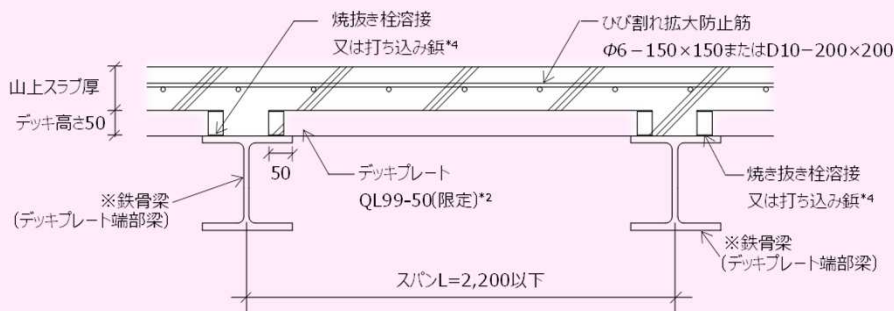 焼抜き栓溶接
又は打ち込み鋲*4
ひび割れ拡大防止筋
Φ6-150×150またはD10-200×200
山上スラブ厚
デッキ高さ50
50
デッキプレート
QL99-50(限定)*2
焼き抜き栓溶接
又は打ち込み鋲*4
※鉄骨梁
(デッキプレート端部梁)
※鉄骨梁
(デッキプレート端部梁)
スパンL=2,200以下